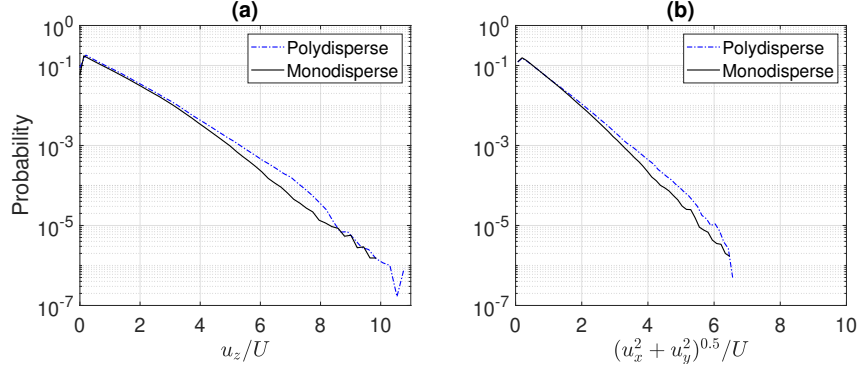 (a)
Probability
10^0
10^-1
10^-3
10^-5
10^-7
Polydisperse
Monodisperse
0 2 4 6 8 10
u_z/U
(b)
10^0
10^-1
10^-3
10^-5
10^-7
Polydisperse
Monodisperse
0 2 4 6 8 10
(u_x^2 + u_y^2)^0.5/U